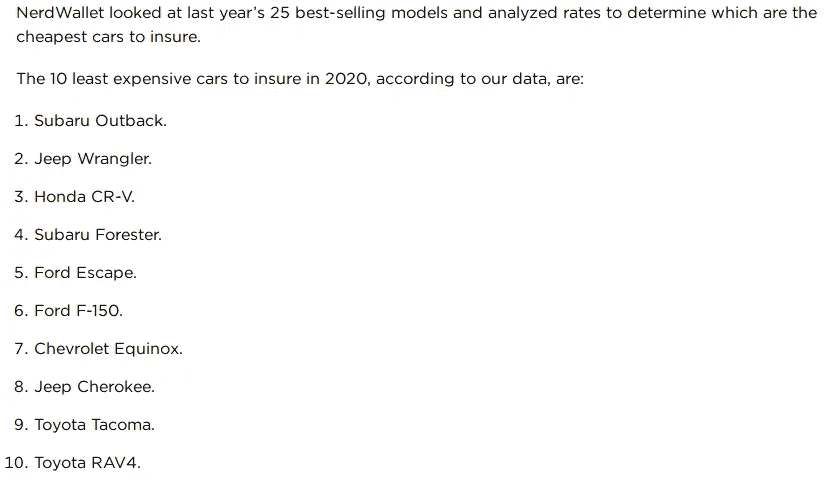 NerdWallet looked at last year's 25 best-selling models and analyzed rates to determine which are the
cheapest cars to insure.
The 10 least expensive cars to insure in 2020, according to our data, are:
1. Subaru Outback.
2. Jeep Wrangler.
3. Honda CR-V.
4. Subaru Forester.
5. Ford Escape.
6. Ford F-150.
7. Chevrolet Equinox.
8. Jeep Cherokee.
9. Toyota Tacoma.
10. Toyota RAV4.